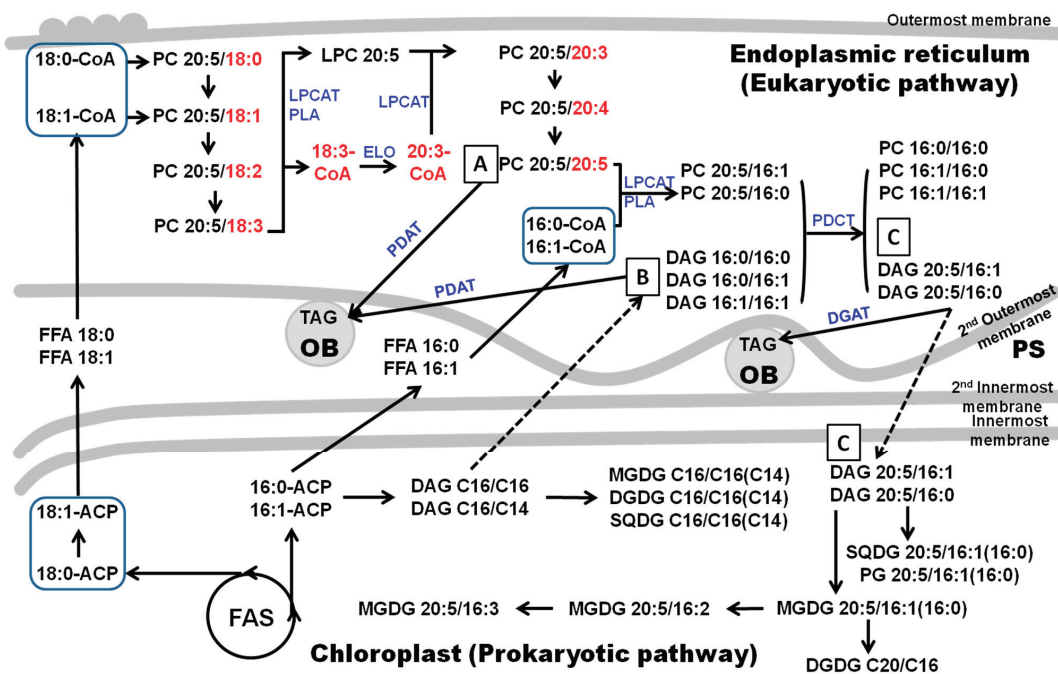 Outermost membrane
Endoplasmic reticulum
(Eukaryotic pathway)
18:0-CoA
18:1-CoA
PC 20:5/18:0
PC 20:5/18:1
PC 20:5/18:2
PC 20:5/18:3
LPC 20:5
LPCAT
PLA
LPCAT
18:3-
CoA
ELO
20:3-
CoA
PC 20:5/20:3
PC 20:5/20:4
A
PC 20:5/20:5
LPCAT
PLA
16:0-CoA
16:1-CoA
PC 20:5/16:1
PC 20:5/16:0
PDCT
PC 16:0/16:0
PC 16:1/16:0
PC 16:1/16:1
C
DAG 20:5/16:1
DAG 20:5/16:0
B
DAG 16:0/16:0
DAG 16:0/16:1
DAG 16:1/16:1
PDAT
PDAT
DGAT
TAG
OB
TAG
OB
2nd Outermost
membrane
PS
2nd Innermost
membrane
Innermost
membrane
FFA 18:0
FFA 18:1
FFA 16:0
FFA 16:1
C
DAG 20:5/16:1
DAG 20:5/16:0
16:0-ACP
16:1-ACP
DAG C16/C16
DAG C16/C14
MGDG C16/C16(C14)
DGDG C16/C16(C14)
SQDG C16/C16(C14)
18:1-ACP
18:0-ACP
FAS
SQDG 20:5/16:1(16:0)
PG 20:5/16:1(16:0)
MGDG 20:5/16:3
MGDG 20:5/16:2
MGDG 20:5/16:1(16:0)
Chloroplast (Prokaryotic pathway)
DGDG C20/C16